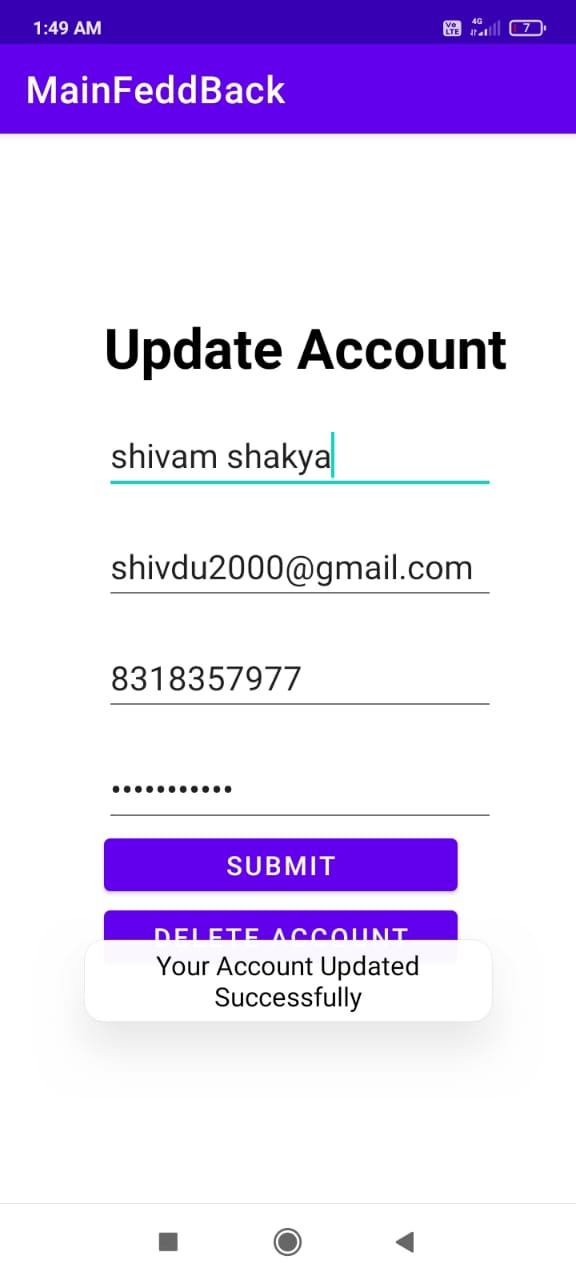 1:49 AM
Vo LTE 4G 7
MainFeddBack
Update Account
shivam shakya
shivdu2000@gmail.com
8318357977
•••••••••••
SUBMIT
DELETE ACCOUNT
Your Account Updated
Successfully